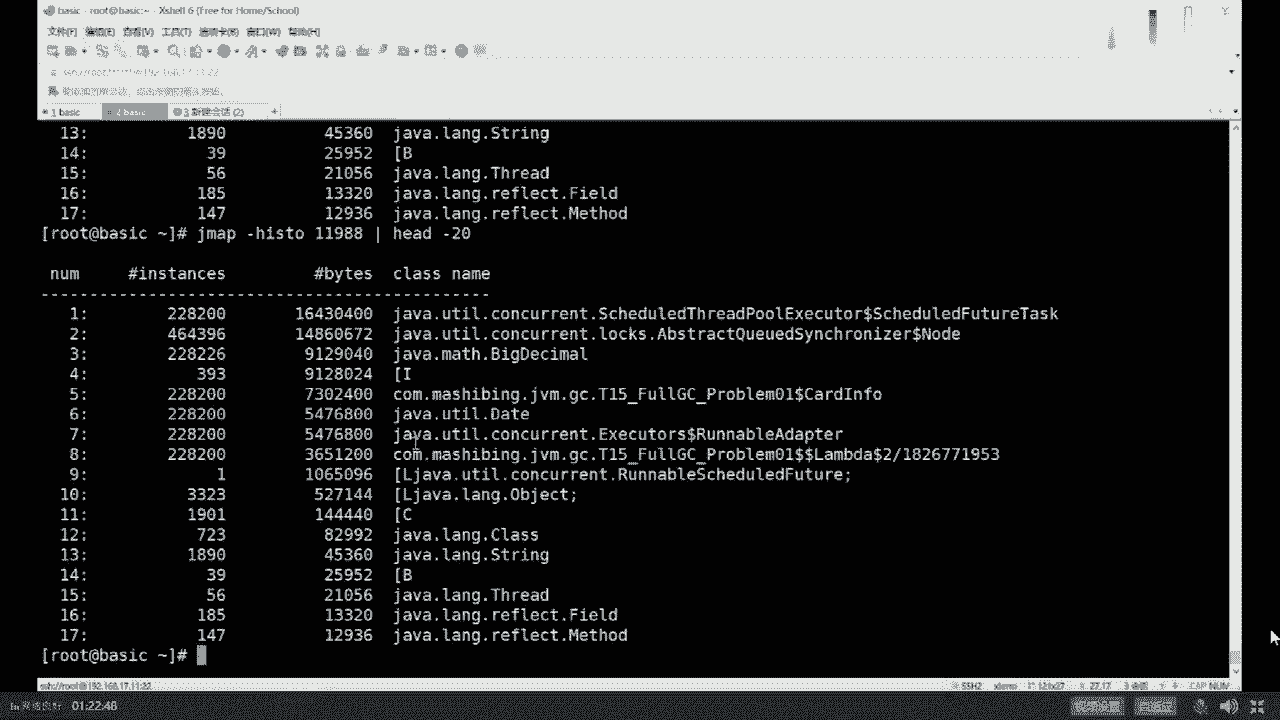 basic - root@basic:~ - Xshell 6 (Free for Home/School)
文件(F) 编辑(E) 查看(V) 工具(T) 选项卡(B) 窗口(W) 帮助(H)
1 basic 2 basic 3 新建会话 (2) +
13: 1890 45360 java.lang.String
14: 39 25952 [B
15: 56 21056 java.lang.Thread
16: 185 13320 java.lang.reflect.Field
17: 147 12936 java.lang.reflect.Method
[root@basic ~]# jmap -histo 11988 | head -20
num #instances #bytes class name
----------------------------------------------
1: 228200 16430400 java.util.concurrent.ScheduledThreadPoolExecutor$ScheduledFutureTask
2: 464396 14860672 java.util.concurrent.locks.AbstractQueuedSynchronizer$Node
3: 228226 9129040 java.math.BigDecimal
4: 393 9128024 [I
5: 228200 7302400 com.mashibing.jvm.gc.T15_FullGC_Problem01$CardInfo
6: 228200 5476800 java.util.Date
7: 228200 5476800 java.util.concurrent.Executors$RunnableAdapter
8: 228200 3651200 com.mashibing.jvm.gc.T15_FullGC_Problem01$$Lambda$2/1826771953
9: 1 1065096 [Ljava.util.concurrent.RunnableScheduledFuture;
10: 3323 527144 [Ljava.lang.Object;
11: 1901 144440 [C
12: 723 82992 java.lang.Class
13: 1890 45360 java.lang.String
14: 39 25952 [B
15: 56 21056 java.lang.Thread
16: 185 13320 java.lang.reflect.Field
17: 147 12936 java.lang.reflect.Method
[root@basic ~]#
ssh://root@192.168.17.11:22 SSH2 xterm 121x27 27,17 CAP NUM
01:22:48